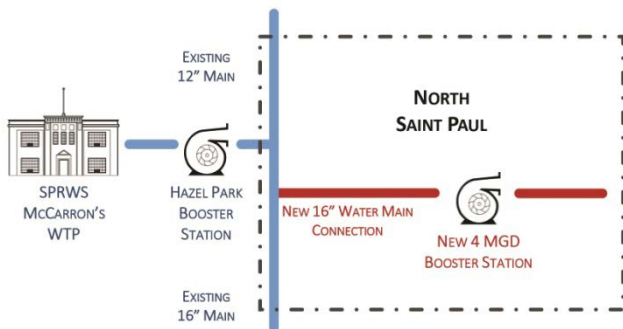 EXISTING
12" MAIN
NORTH
SAINT PAUL
SPRWS
MCCARRON'S
WTP
HAZEL PARK
BOOSTER
STATION
NEW 16" WATER MAIN
CONNECTION
NEW 4 MGD
BOOSTER STATION
EXISTING
16" MAIN